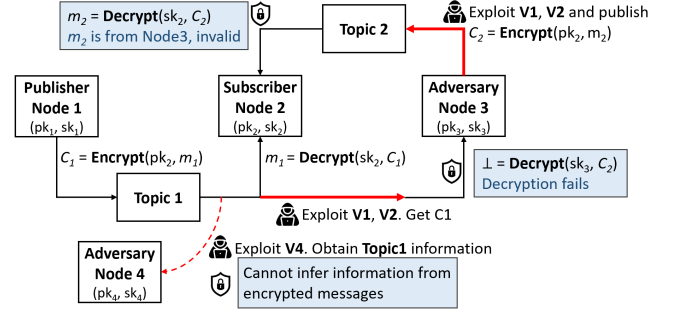 m₂ = Decrypt(sk₂, C₂)
m₂ is from Node3, invalid
Topic 2
Exploit V1, V2 and publish
C₂ = Encrypt(pk₂, m₂)
Publisher
Node 1
(pk₁, sk₁)
Subscriber
Node 2
(pk₂, sk₂)
Adversary
Node 3
(pk₃, sk₃)
C₁ = Encrypt(pk₂, m₁)
m₁ = Decrypt(sk₂, C₁)
⊥ = Decrypt(sk₃, C₂)
Decryption fails
Topic 1
Exploit V1, V2. Get C1
Adversary
Node 4
(pk₄, sk₄)
Exploit V4. Obtain Topic1 information
Cannot infer information from
encrypted messages